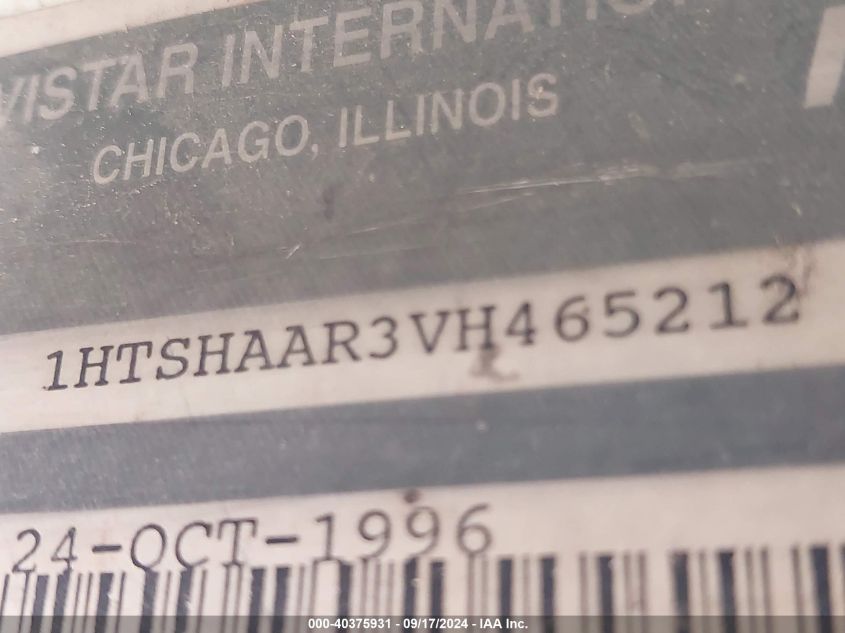 VISTAR INTERNATIO
CHICAGO, ILLINOIS
1HTSHAAR3VH465212
24-OCT-1996
000-40375931 - 09/17/2024 - IAA Inc.